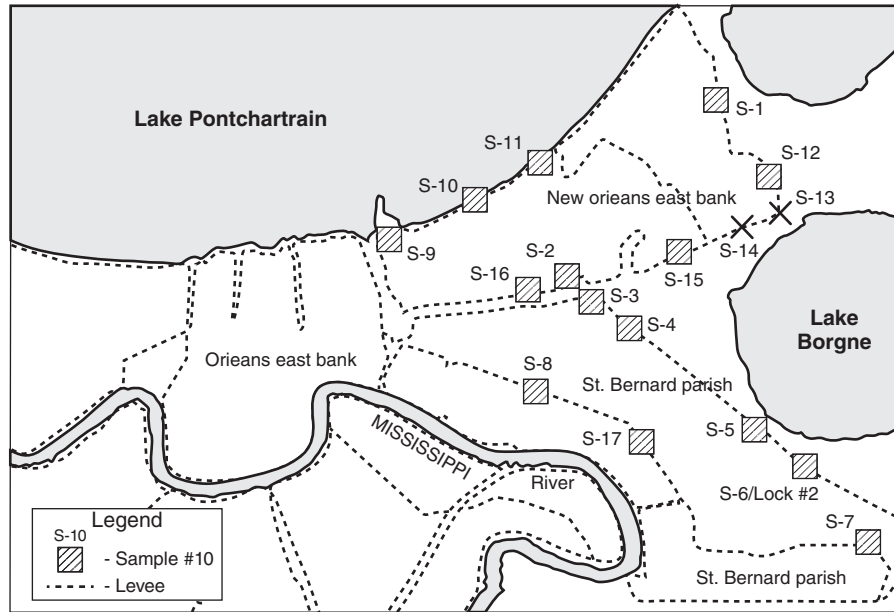 Lake Pontchartrain
S-1
S-11
S-12
S-10
New orieans east bank
S-13
S-9
S-14
S-2
S-15
S-16
S-3
S-4
Lake
Borgne
Orieans east bank
S-8
St. Bernard parish
MISSISSIPPI
River
S-17
S-5
S-6/Lock #2
S-7
St. Bernard parish
Legend
S-10
- Sample #10
- Levee